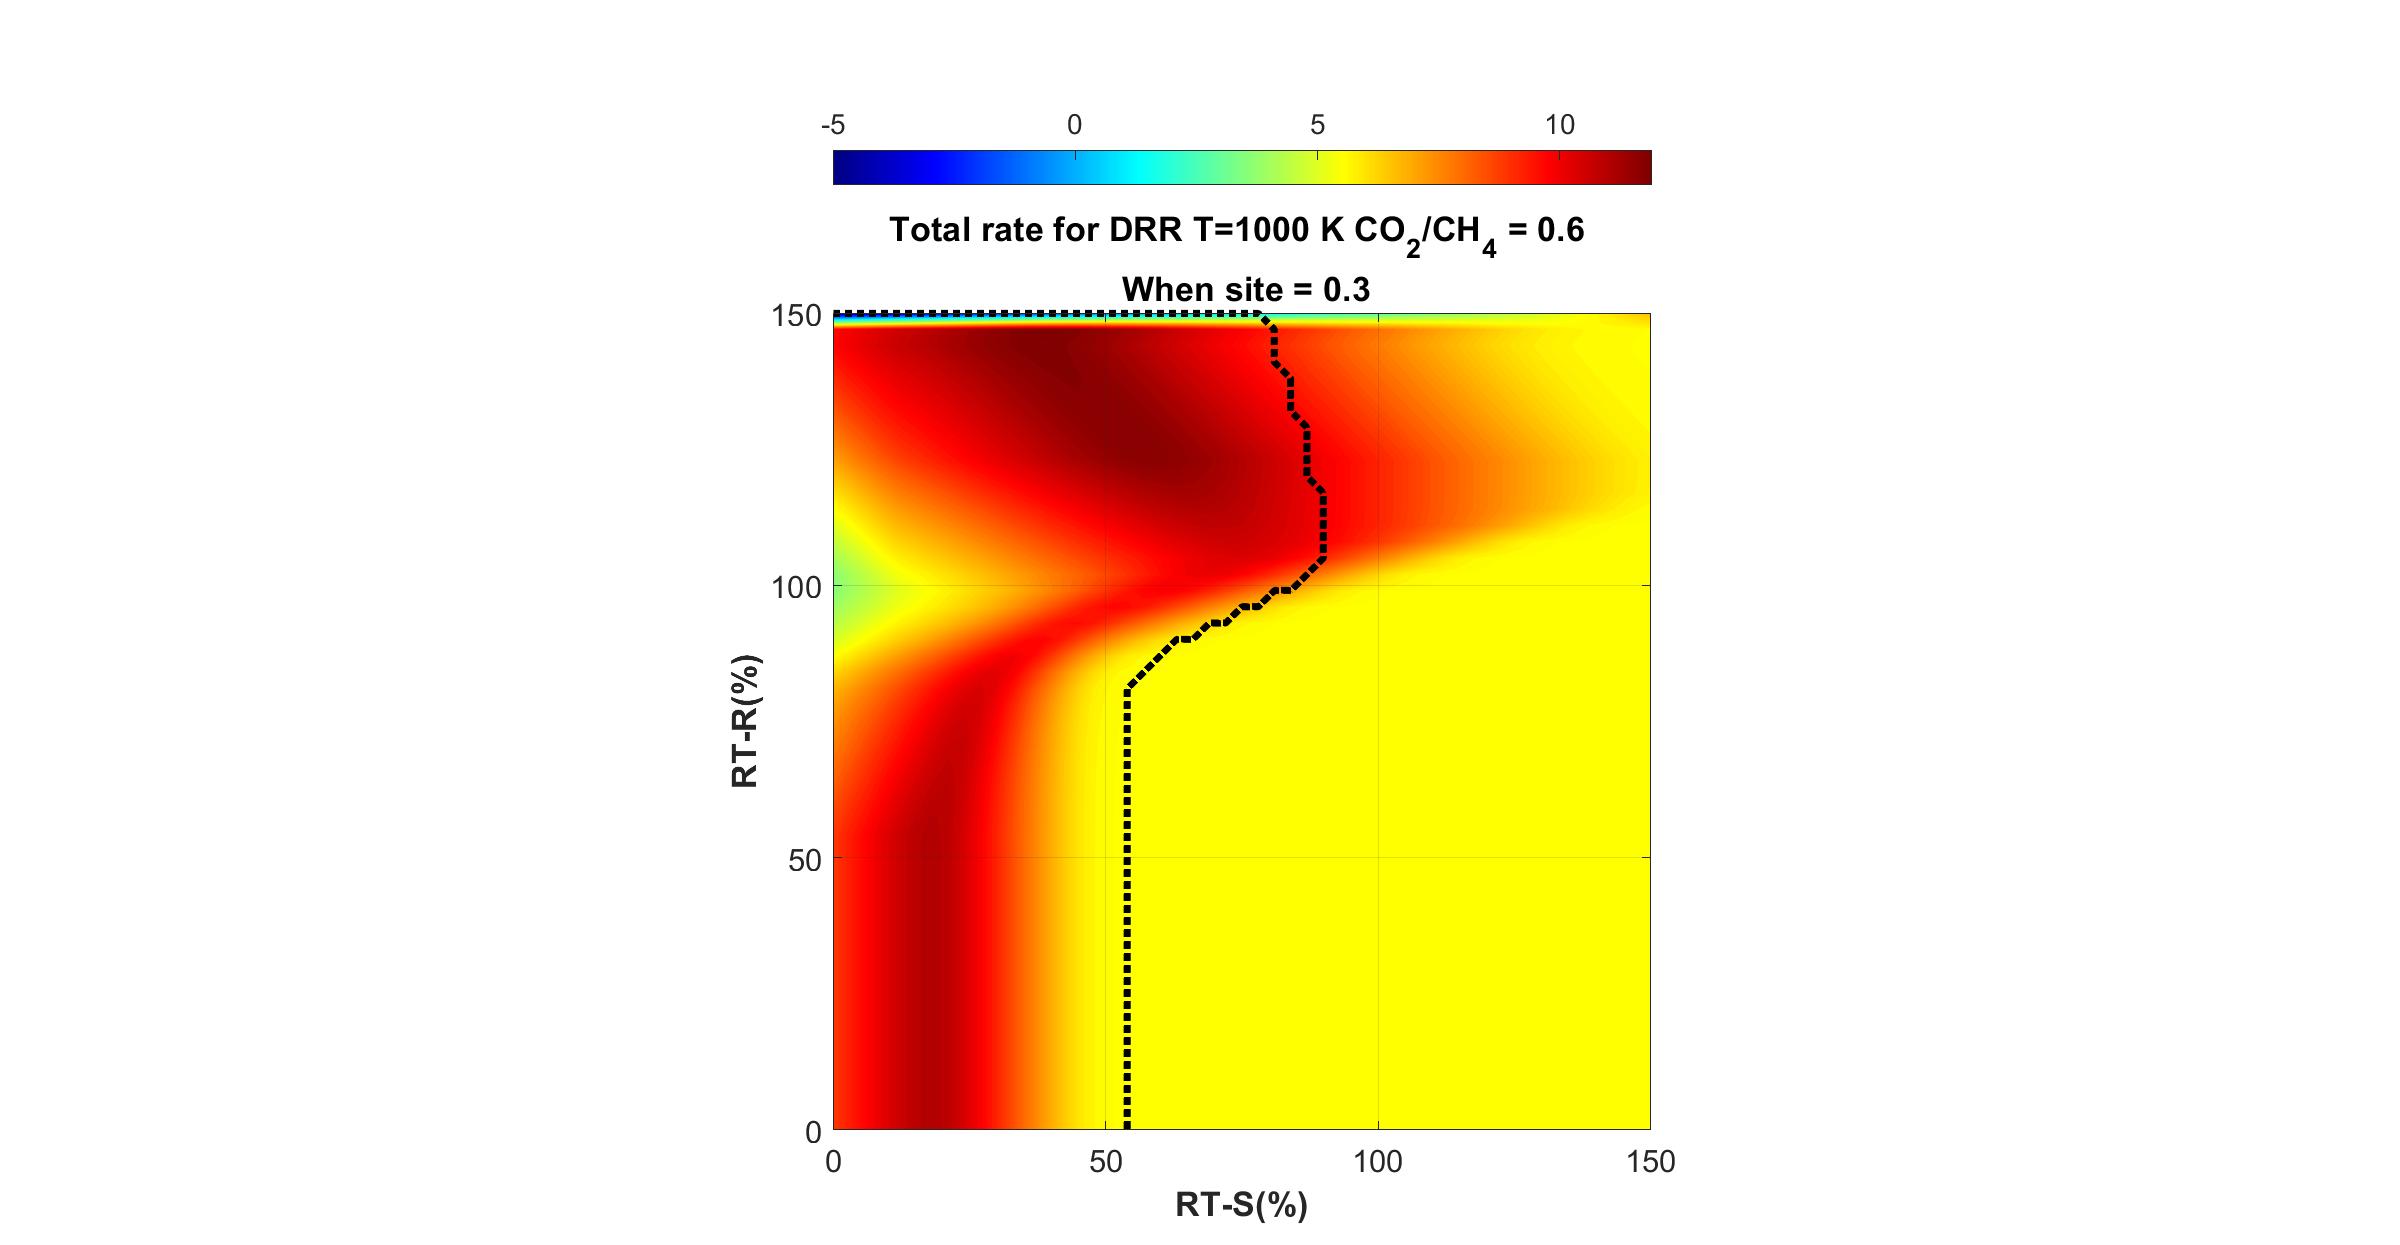 -5 0 5 10
Total rate for DRR T=1000 K CO₂/CH₄ = 0.6
When site = 0.3
150
100
50
0
RT-R(%)
0 50 100 150
RT-S(%)